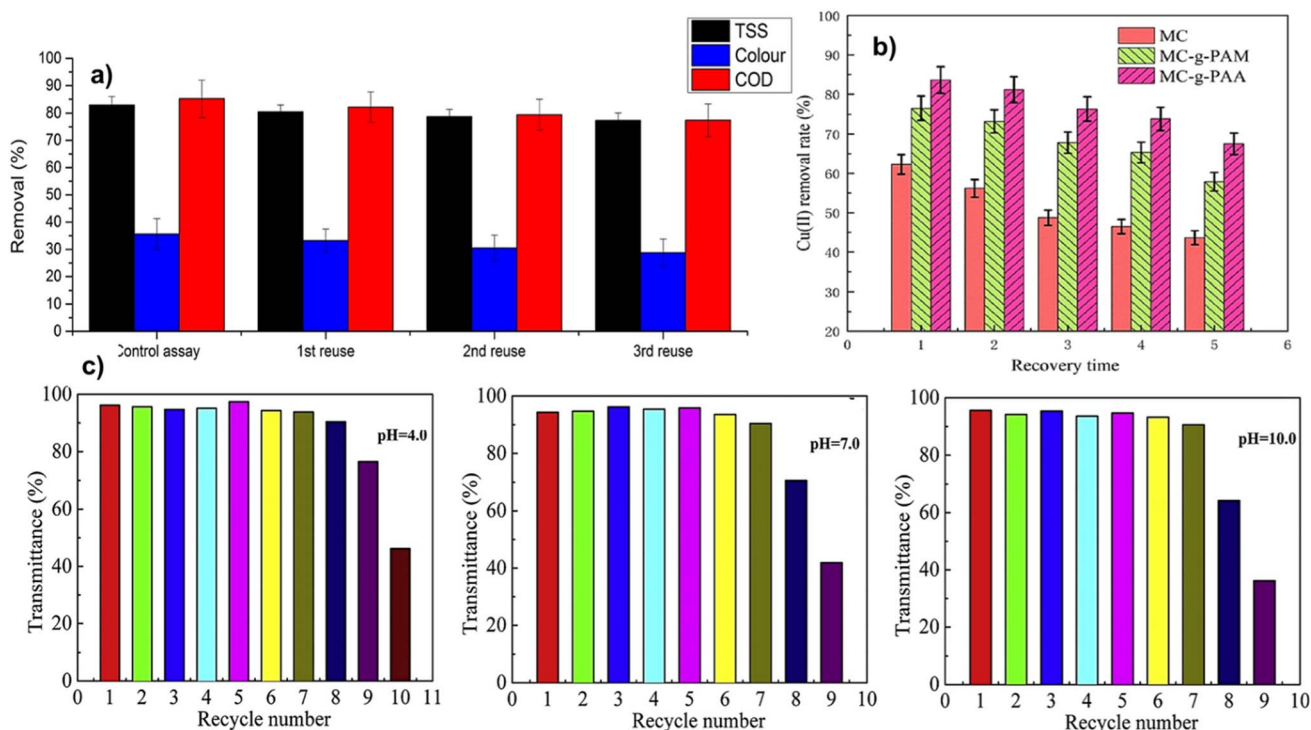 a)
TSS
Colour
COD
Removal (%)
100
90
80
70
60
50
40
30
20
10
0
Control assay
1st reuse
2nd reuse
3rd reuse
b)
MC
MC-g-PAM
MC-g-PAA
Cu(II) removal rate (%)
100
90
80
70
60
50
40
30
20
0 1 2 3 4 5 6
Recovery time
c)
pH=4.0
Transmittance (%)
100
80
60
40
20
0
0 1 2 3 4 5 6 7 8 9 10 11
Recycle number
pH=7.0
Transmittance (%)
100
80
60
40
20
0
0 1 2 3 4 5 6 7 8 9 10
Recycle number
pH=10.0
Transmittance (%)
100
80
60
40
20
0
0 1 2 3 4 5 6 7 8 9 10
Recycle number